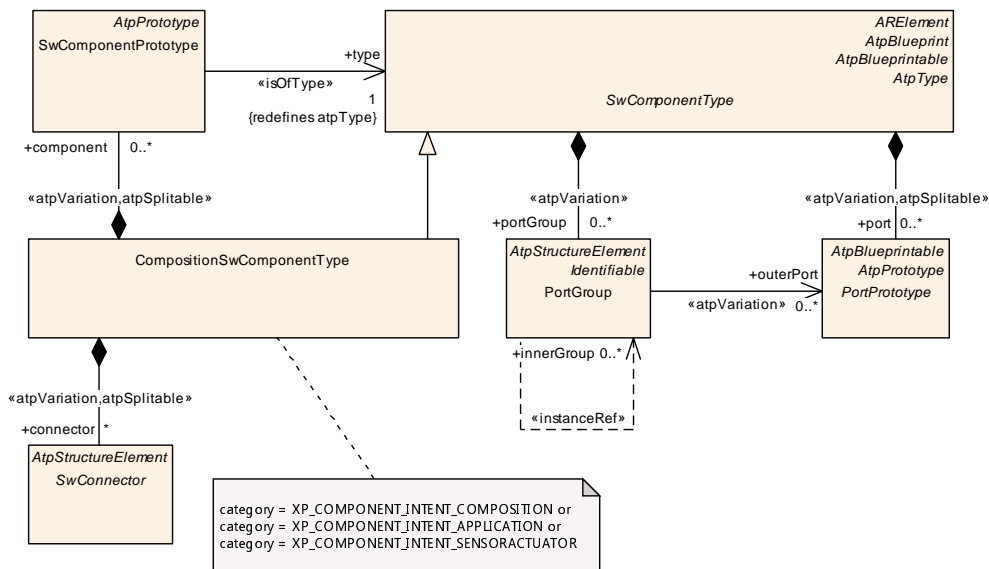 AtpPrototype
SwComponentPrototype
ARElement
AtpBlueprint
AtpBlueprintable
AtpType
SwComponentType
+type
«isOfType»
1
{redefines atpType}
+component 0..*
«atpVariation,atpSplitable»
«atpVariation»
+portGroup 0..*
«atpVariation,atpSplitable»
+port 0..*
CompositionSwComponentType
AtpStructureElement
Identifiable
PortGroup
+outerPort
«atpVariation» 0..*
AtpBlueprintable
AtpPrototype
PortPrototype
+innerGroup 0..*
«instanceRef»
«atpVariation,atpSplitable»
+connector *
AtpStructureElement
SwConnector
category = XP_COMPONENT_INTENT_COMPOSITION or
category = XP_COMPONENT_INTENT_APPLICATION or
category = XP_COMPONENT_INTENT_SENSORACTUATOR